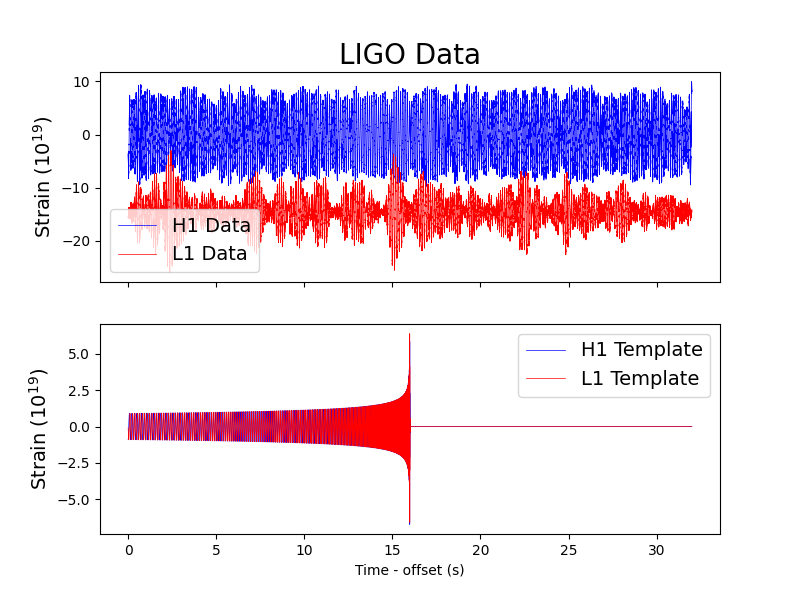 LIGO Data
Strain (10¹⁹)
10
0
−10
−20
H1 Data
L1 Data
Strain (10¹⁹)
5.0
2.5
0.0
−2.5
−5.0
H1 Template
L1 Template
0 5 10 15 20 25 30
Time - offset (s)